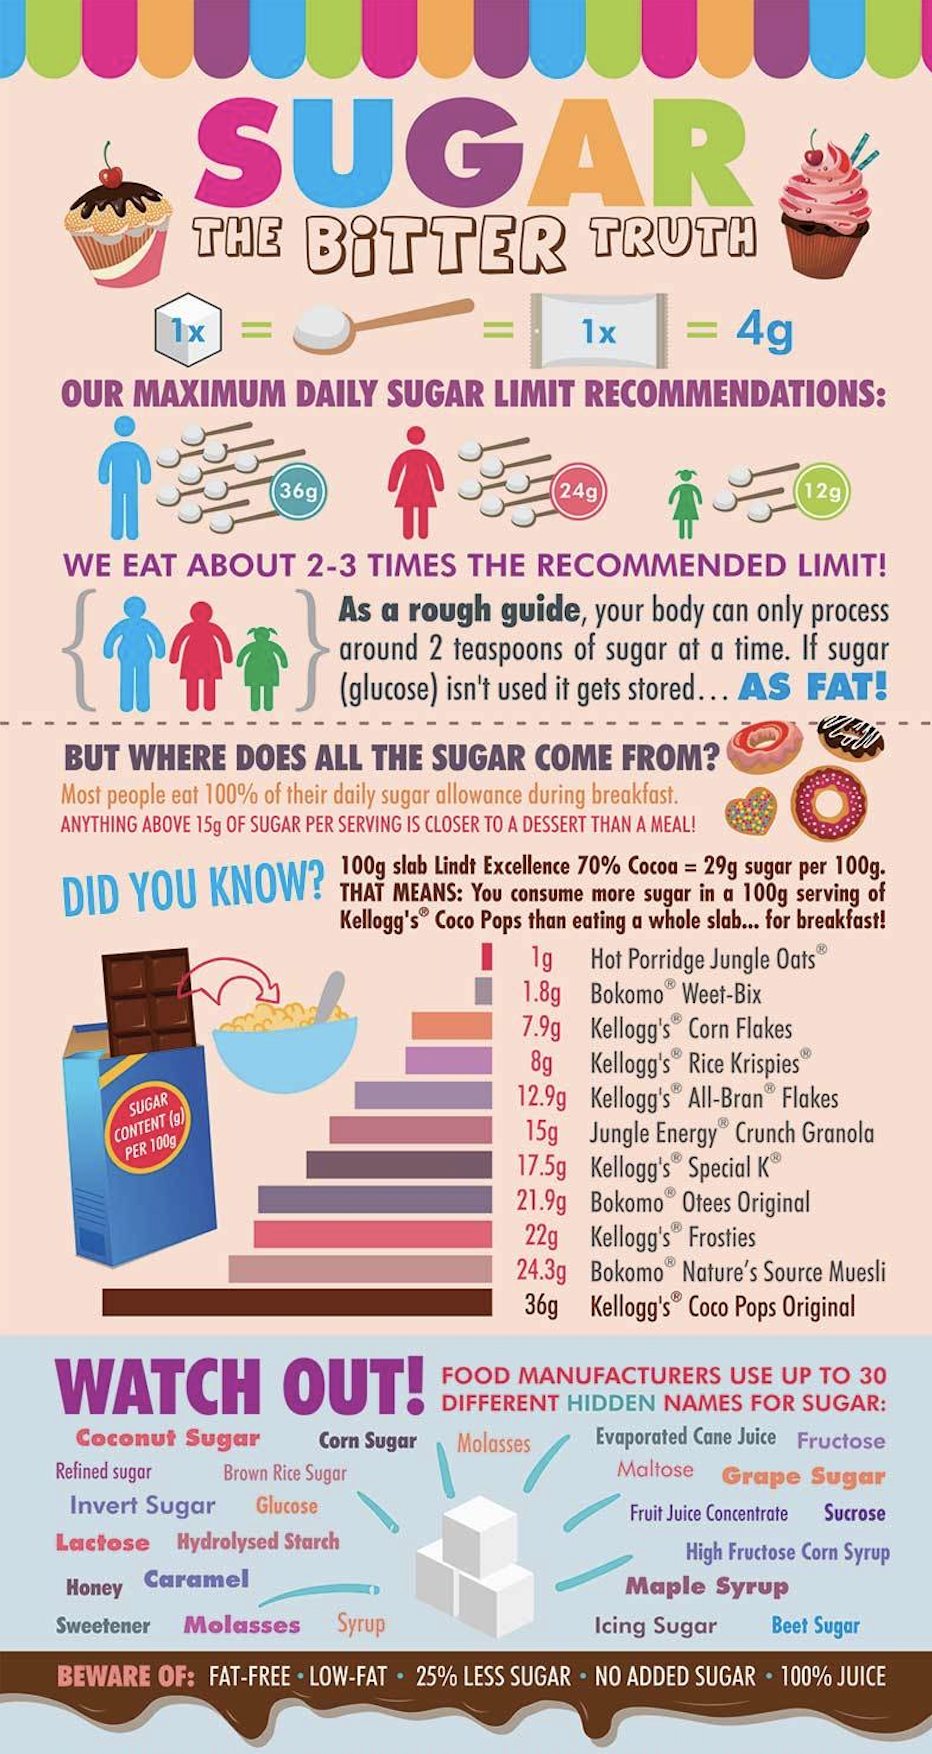 SUGAR
THE BiTTER TRUTH
1x = = 1x = 4g
OUR MAXIMUM DAILY SUGAR LIMIT RECOMMENDATIONS:
36g 24g 12g
WE EAT ABOUT 2-3 TIMES THE RECOMMENDED LIMIT!
As a rough guide, your body can only process
around 2 teaspoons of sugar at a time. If sugar
(glucose) isn't used it gets stored... AS FAT!
BUT WHERE DOES ALL THE SUGAR COME FROM?
Most people eat 100% of their daily sugar allowance during breakfast.
ANYTHING ABOVE 15g OF SUGAR PER SERVING IS CLOSER TO A DESSERT THAN A MEAL!
DID YOU KNOW?
100g slab Lindt Excellence 70% Cocoa = 29g sugar per 100g.
THAT MEANS: You consume more sugar in a 100g serving of
Kellogg's® Coco Pops than eating a whole slab... for breakfast!
SUGAR
CONTENT (g)
PER 100g
1g Hot Porridge Jungle Oats®
1.8g Bokomo® Weet-Bix
7.9g Kellogg's® Corn Flakes
8g Kellogg's® Rice Krispies®
12.9g Kellogg's® All-Bran® Flakes
15g Jungle Energy® Crunch Granola
17.5g Kellogg's® Special K®
21.9g Bokomo® Otees Original
22g Kellogg's® Frosties
24.3g Bokomo® Nature's Source Muesli
36g Kellogg's® Coco Pops Original
WATCH OUT!
FOOD MANUFACTURERS USE UP TO 30
DIFFERENT HIDDEN NAMES FOR SUGAR:
Coconut Sugar Corn Sugar Molasses Evaporated Cane Juice Fructose
Refined sugar Brown Rice Sugar Maltose Grape Sugar
Invert Sugar Glucose Fruit Juice Concentrate Sucrose
Lactose Hydrolysed Starch High Fructose Corn Syrup
Honey Caramel Maple Syrup
Sweetener Molasses Syrup Icing Sugar Beet Sugar
BEWARE OF: FAT-FREE • LOW-FAT • 25% LESS SUGAR • NO ADDED SUGAR • 100% JUICE